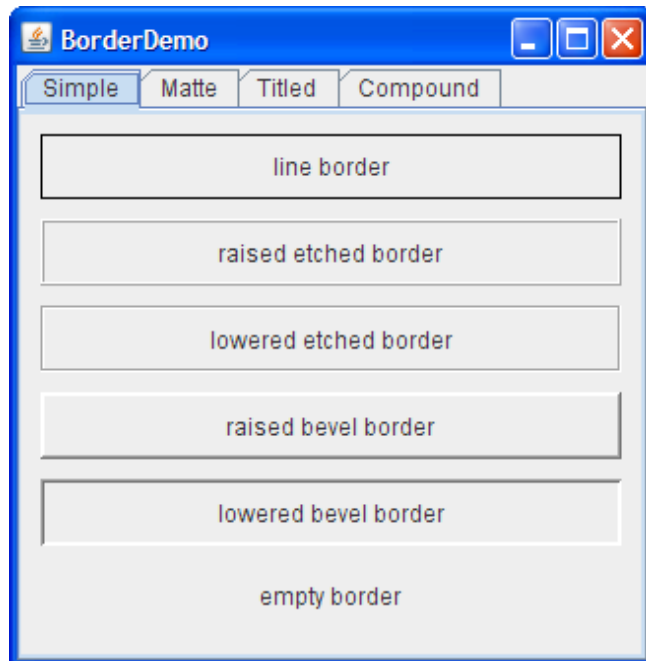 BorderDemo
Simple Matte Titled Compound
line border
raised etched border
lowered etched border
raised bevel border
lowered bevel border
empty border